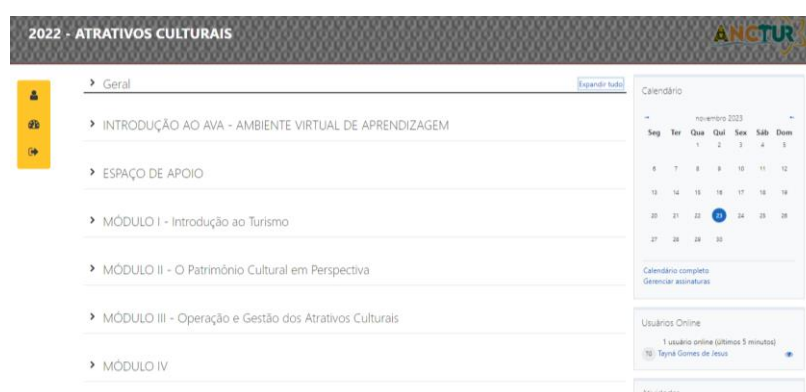 2022 - ATRATIVOS CULTURAIS
ANCTUR
Geral
Expandir tudo
INTRODUÇÃO AO AVA - AMBIENTE VIRTUAL DE APRENDIZAGEM
ESPAÇO DE APOIO
MÓDULO I - Introdução ao Turismo
MÓDULO II - O Patrimônio Cultural em Perspectiva
MÓDULO III - Operação e Gestão dos Atrativos Culturais
MÓDULO IV
Calendário
novembro 2023
Seg Ter Qua Qui Sex Sáb Dom
1 2 3 4 5
6 7 8 9 10 11 12
13 14 15 16 17 18 19
20 21 22 23 24 25 26
27 28 29 30
Calendário completo
Gerenciar assinaturas
Usuários Online
1 usuário online (últimos 5 minutos)
TG Tayná Gomes de Jesus